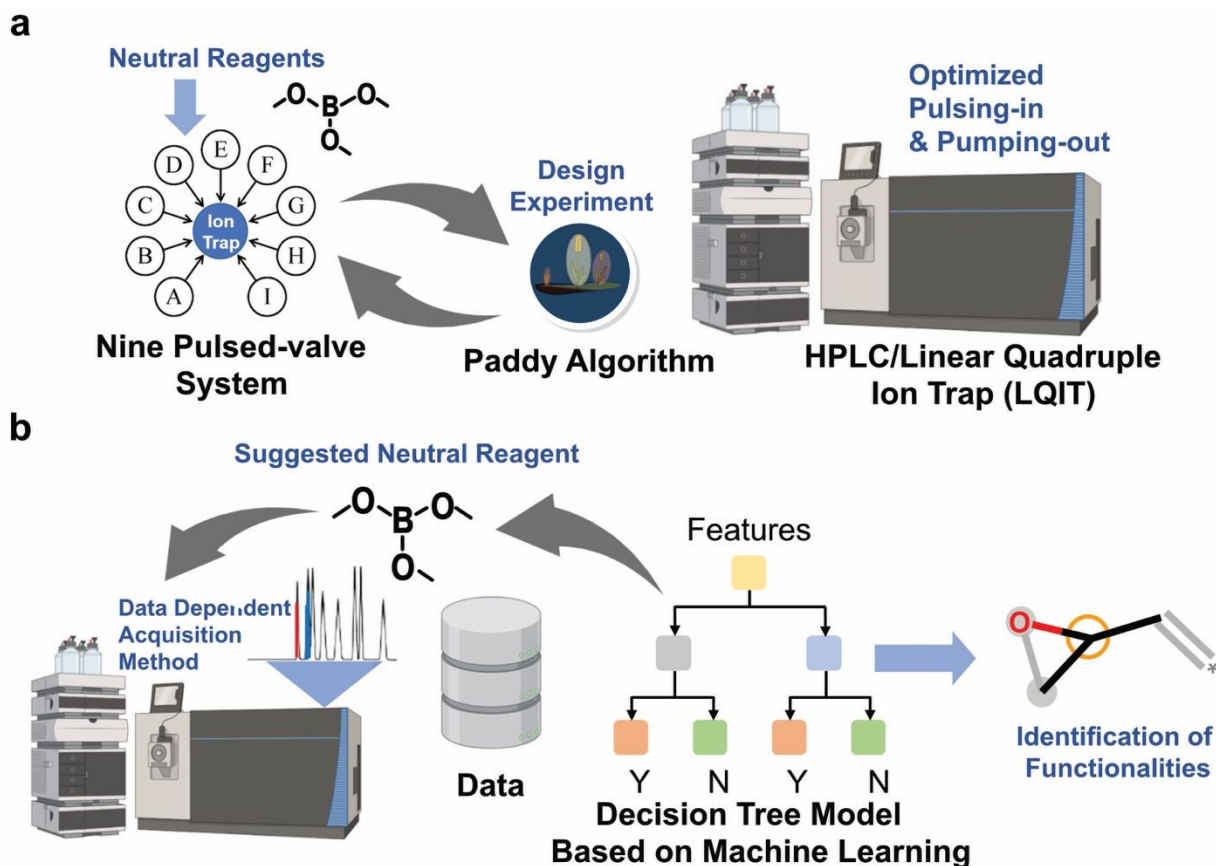 a
Neutral Reagents
O
B
O
O
E
D
F
C
G
Ion
Trap
B
H
A
I
Nine Pulsed-valve
System
Design
Experiment
Paddy Algorithm
Optimized
Pulsing-in
& Pumping-out
HPLC/Linear Quadruple
Ion Trap (LQIT)
b
Suggested Neutral Reagent
O
B
O
O
Data Dependent
Acquisition
Method
Data
Features
Y
N
Y
N
Decision Tree Model
Based on Machine Learning
O
*
Identification of
Functionalities